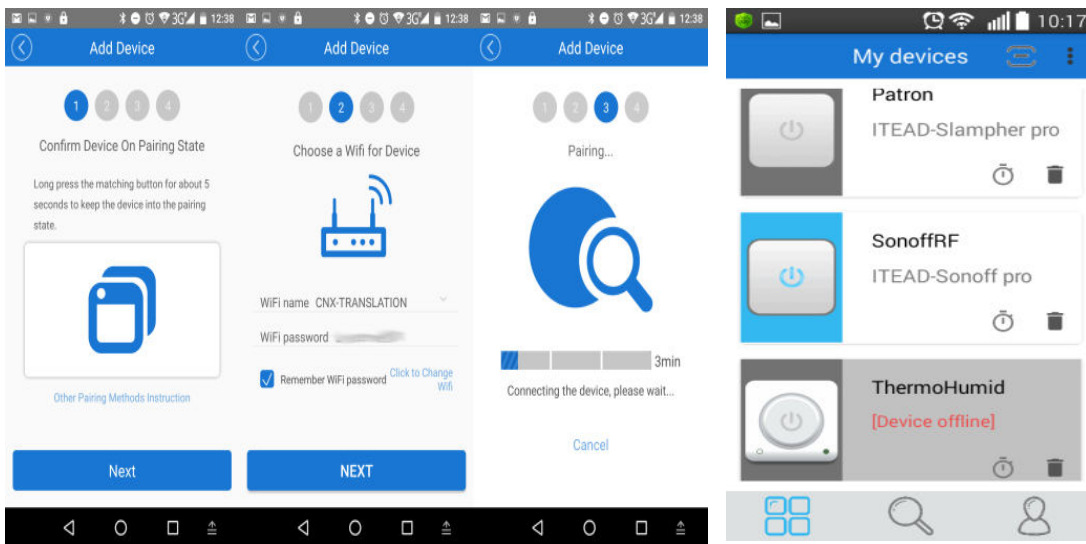 3G 12:38
Add Device
1 2 3 4
Confirm Device On Pairing State
Long press the matching button for about 5
seconds to keep the device into the pairing
state.
Other Pairing Methods Instruction
Next
3G 12:38
Add Device
1 2 3 4
Choose a Wifi for Device
WiFi name CNX-TRANSLATION
WiFi password
Remember WiFi password
Click to Change
Wifi
NEXT
3G 12:38
Add Device
1 2 3 4
Pairing...
3min
Connecting the device, please wait...
Cancel
10:17
My devices
Patron
ITEAD-Slampher pro
SonoffRF
ITEAD-Sonoff pro
ThermoHumid
[Device offline]